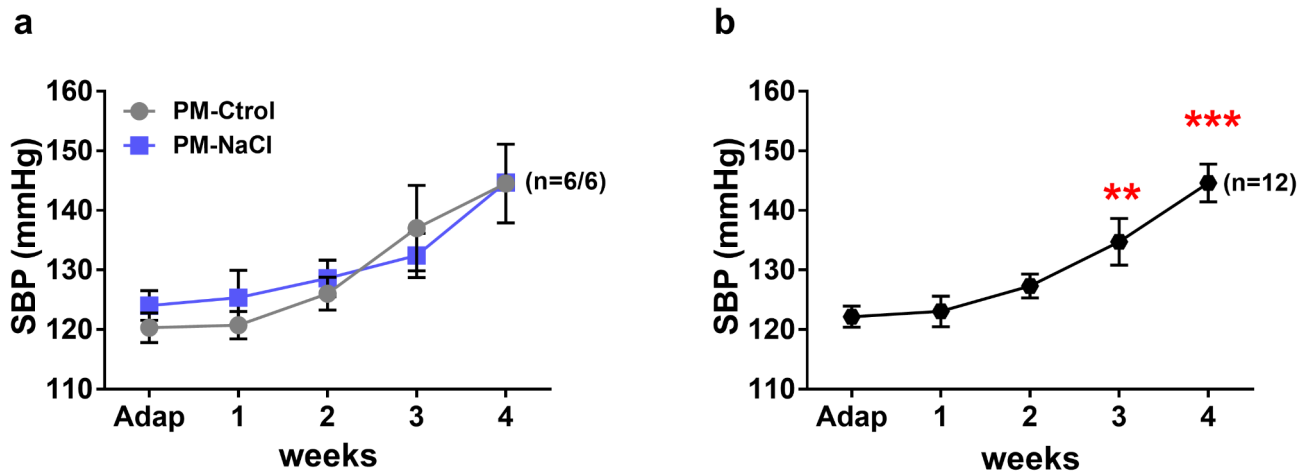 a
SBP (mmHg)
160
150
140
130
120
110
PM-Ctrol
PM-NaCl
(n=6/6)
Adap 1 2 3 4
weeks
b
SBP (mmHg)
160
150
140
130
120
110
**
***
(n=12)
Adap 1 2 3 4
weeks